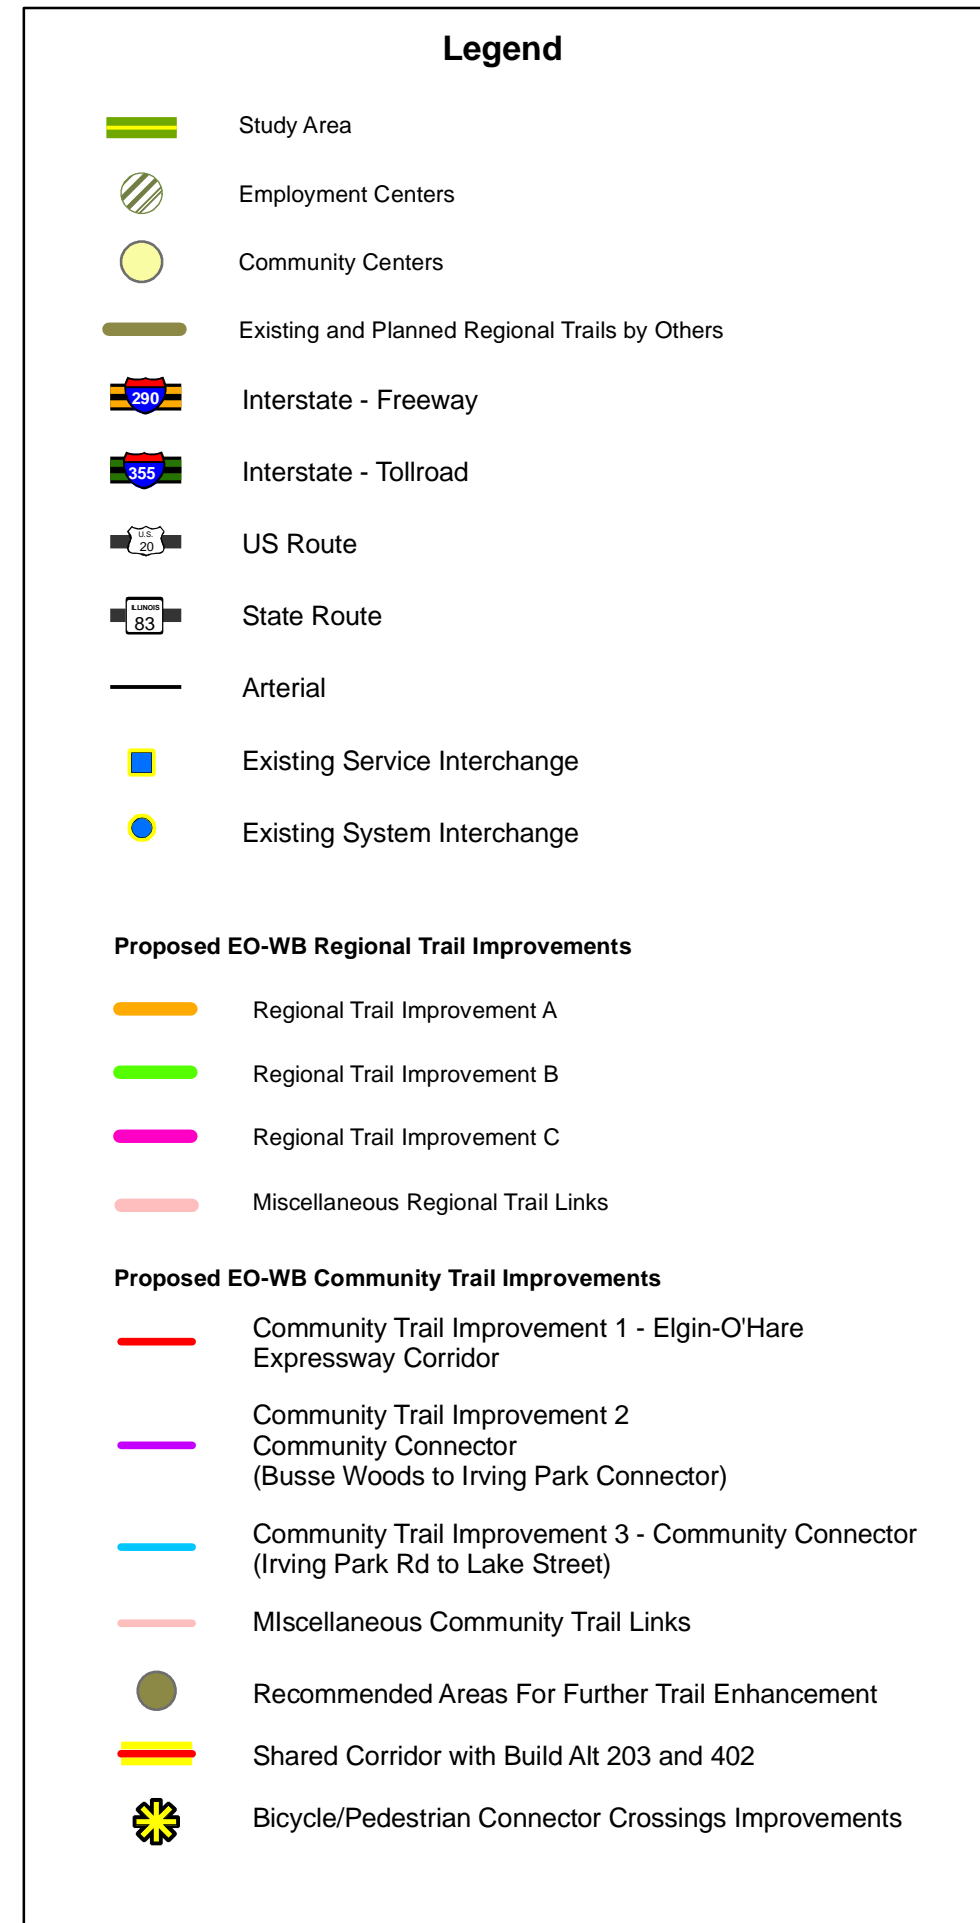 Legend
Study Area
Employment Centers
Community Centers
Existing and Planned Regional Trails by Others
290
Interstate - Freeway
355
Interstate - Tollroad
U.S.
20
US Route
ILLINOIS
83
State Route
Arterial
Existing Service Interchange
Existing System Interchange
Proposed EO-WB Regional Trail Improvements
Regional Trail Improvement A
Regional Trail Improvement B
Regional Trail Improvement C
Miscellaneous Regional Trail Links
Proposed EO-WB Community Trail Improvements
Community Trail Improvement 1 - Elgin-O'Hare
Expressway Corridor
Community Trail Improvement 2
Community Connector
(Busse Woods to Irving Park Connector)
Community Trail Improvement 3 - Community Connector
(Irving Park Rd to Lake Street)
MIscellaneous Community Trail Links
Recommended Areas For Further Trail Enhancement
Shared Corridor with Build Alt 203 and 402
Bicycle/Pedestrian Connector Crossings Improvements